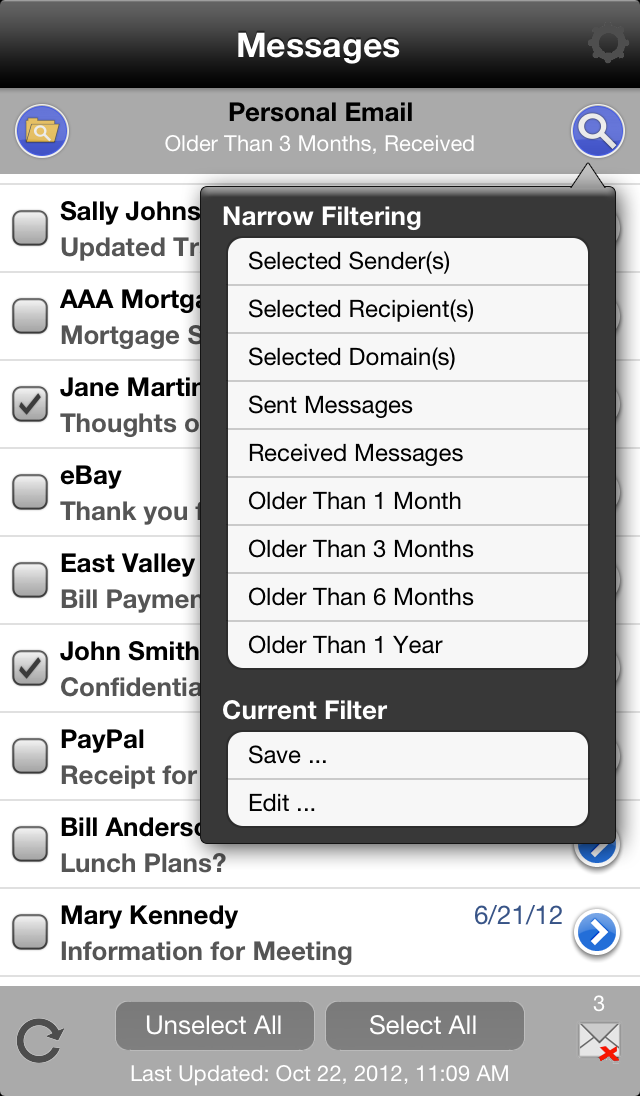 Messages
Personal Email
Older Than 3 Months, Received
Sally Johns
Updated Tr
AAA Mortga
Mortgage S
Jane Martin
Thoughts o
eBay
Thank you f
East Valley
Bill Paymen
John Smith
Confidentia
PayPal
Receipt for
Bill Anderso
Lunch Plans?
Mary Kennedy
6/21/12
Information for Meeting
Narrow Filtering
Selected Sender(s)
Selected Recipient(s)
Selected Domain(s)
Sent Messages
Received Messages
Older Than 1 Month
Older Than 3 Months
Older Than 6 Months
Older Than 1 Year
Current Filter
Save ...
Edit ...
Unselect All
Select All
3
Last Updated: Oct 22, 2012, 11:09 AM